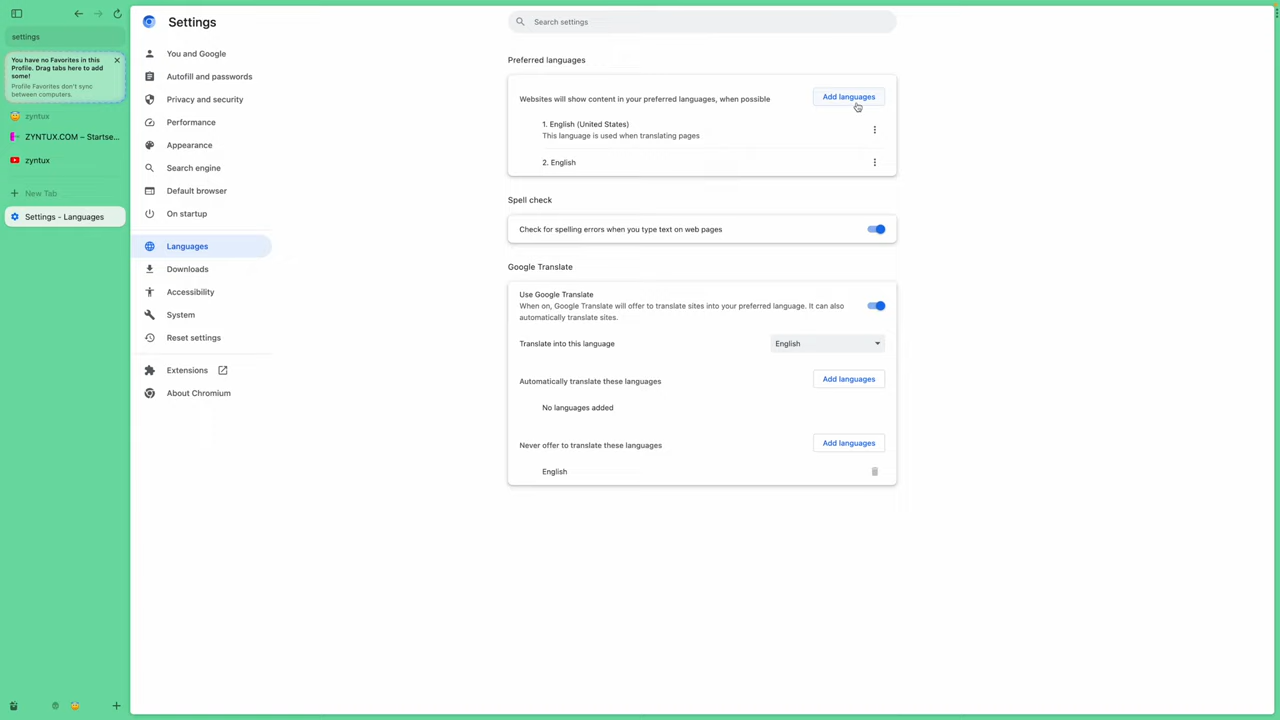 settings
You have no Favorites in this
Profile. Drag tabs here to add
some!
Profile Favorites don't sync
between computers.
zyntux
ZYNTUX.COM – Startse...
zyntux
New Tab
Settings - Languages
Settings
You and Google
Autofill and passwords
Privacy and security
Performance
Appearance
Search engine
Default browser
On startup
Languages
Downloads
Accessibility
System
Reset settings
Extensions
About Chromium
Search settings
Preferred languages
Websites will show content in your preferred languages, when possible
Add languages
1. English (United States)
This language is used when translating pages
2. English
Spell check
Check for spelling errors when you type text on web pages
Google Translate
Use Google Translate
When on, Google Translate will offer to translate sites into your preferred language. It can also
automatically translate sites.
Translate into this language
English
Automatically translate these languages
Add languages
No languages added
Never offer to translate these languages
Add languages
English